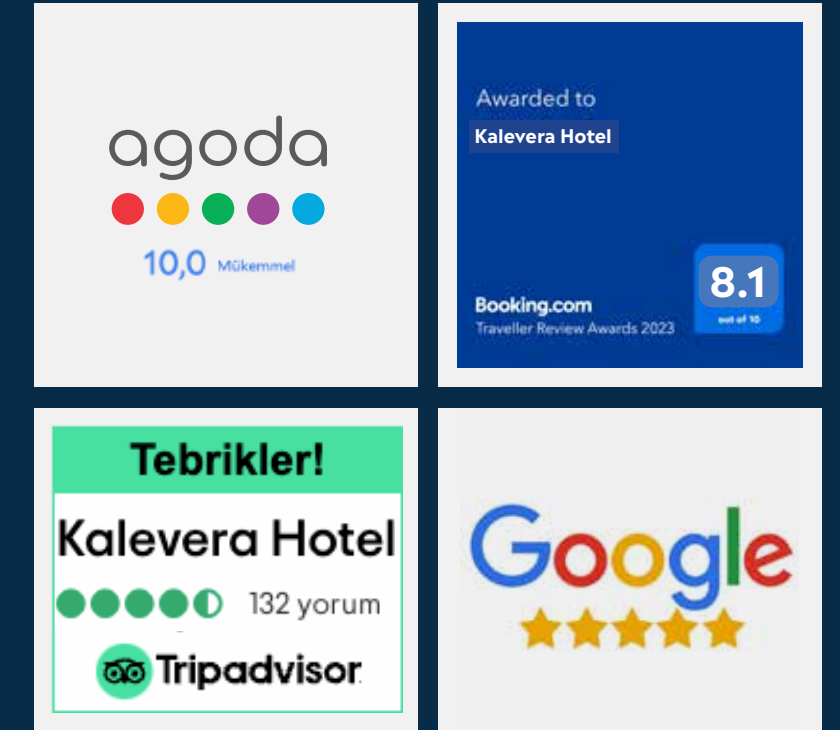 agoda
10,0 Mükemmel
Awarded to
Kalevera Hotel
8.1
out of 10
Booking.com
Traveller Review Awards 2023
Tebrikler!
Kalevera Hotel
132 yorum
Tripadvisor
Google